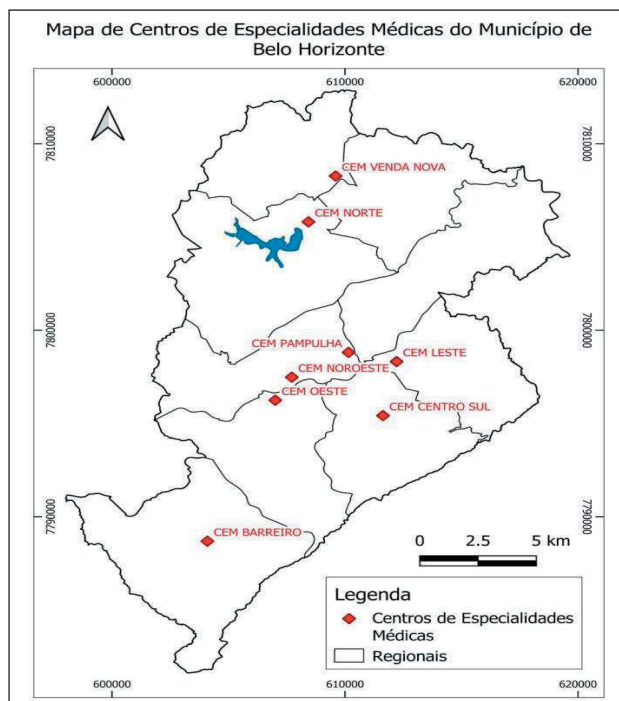 Mapa de Centros de Especialidades Médicas do Município de
Belo Horizonte
600000
610000
620000
7810000
7810000
CEM VENDA NOVA
CEM NORTE
7800000
7800000
CEM PAMPULHA
CEM LESTE
CEM NOROESTE
CEM OESTE
CEM CENTRO SUL
7790000
7790000
CEM BARREIRO
0
2.5
5 km
Legenda
Centros de Especialidades
Médicas
Regionais
600000
610000
620000